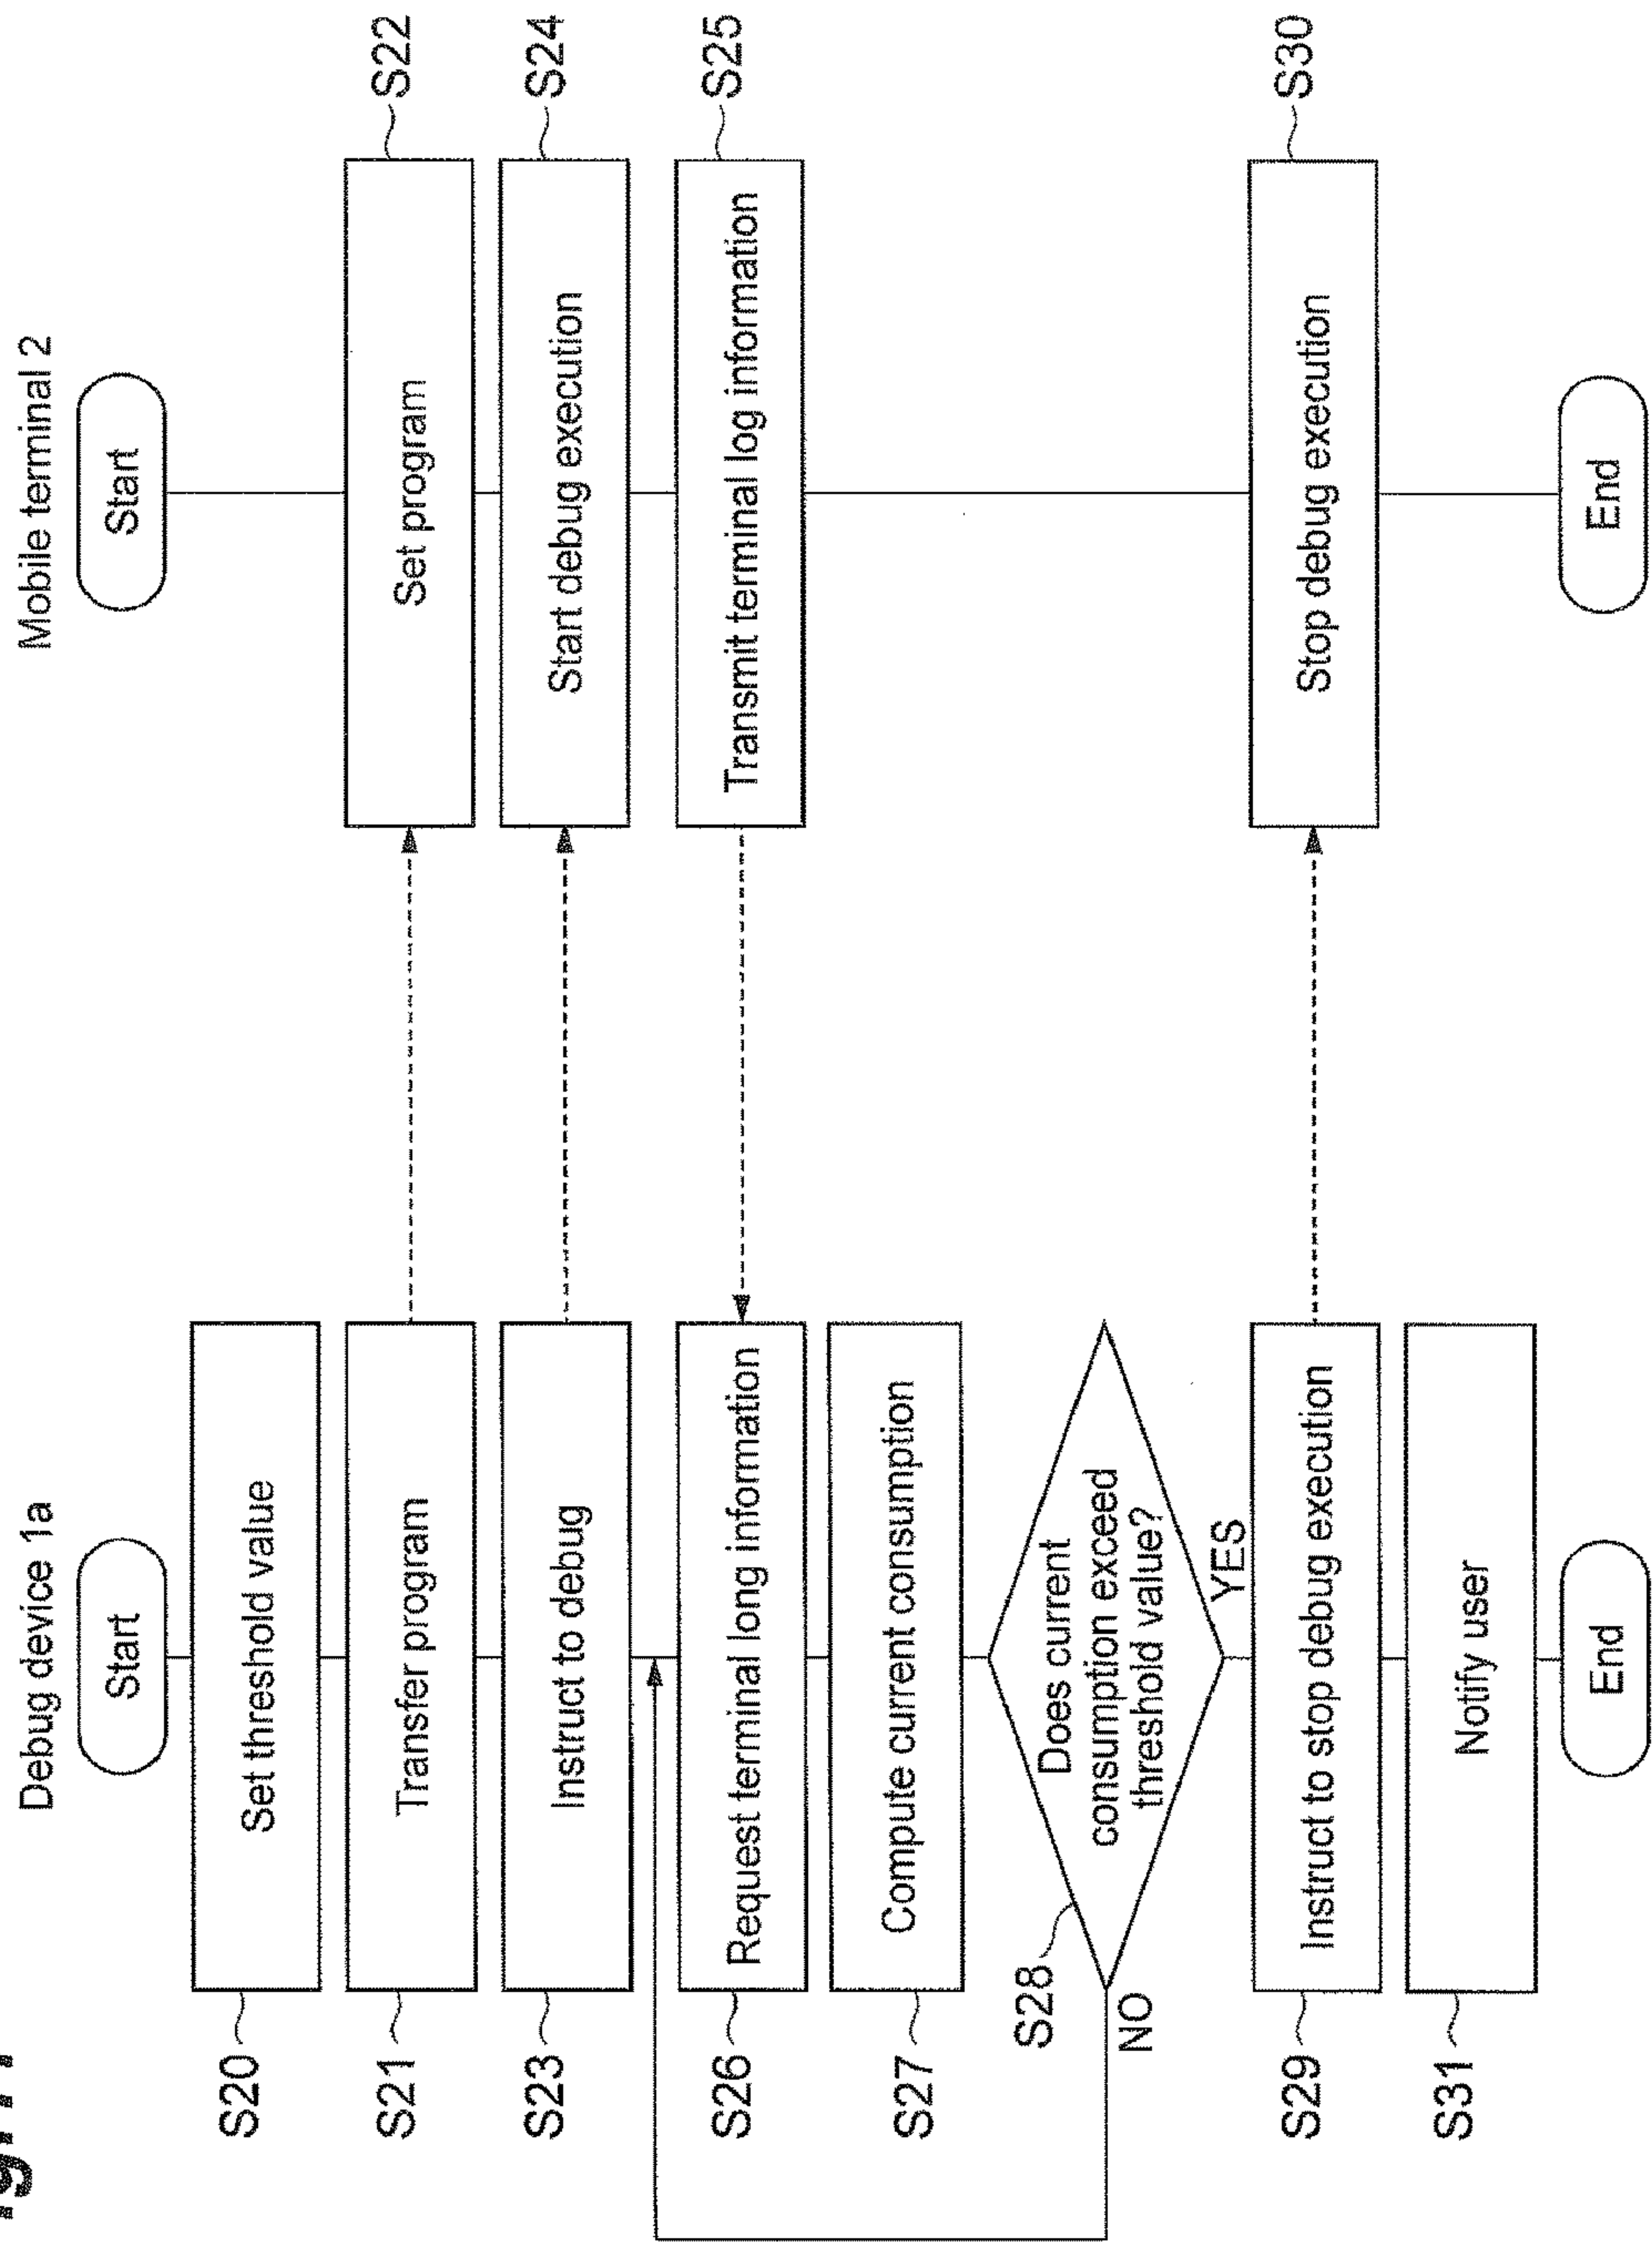 Debug device 1a
Start
S20
Set threshold value
S21
Transfer program
S23
Instruct to debug
S26
Request terminal long information
S27
Compute current consumption
S28
Does current
consumption exceed
threshold value?
NO
YES
S29
Instruct to stop debug execution
S31
Notify user
End
Mobile terminal 2
Start
Set program
S22
Start debug execution
S24
Transmit terminal log information
S25
Stop debug execution
S30
End